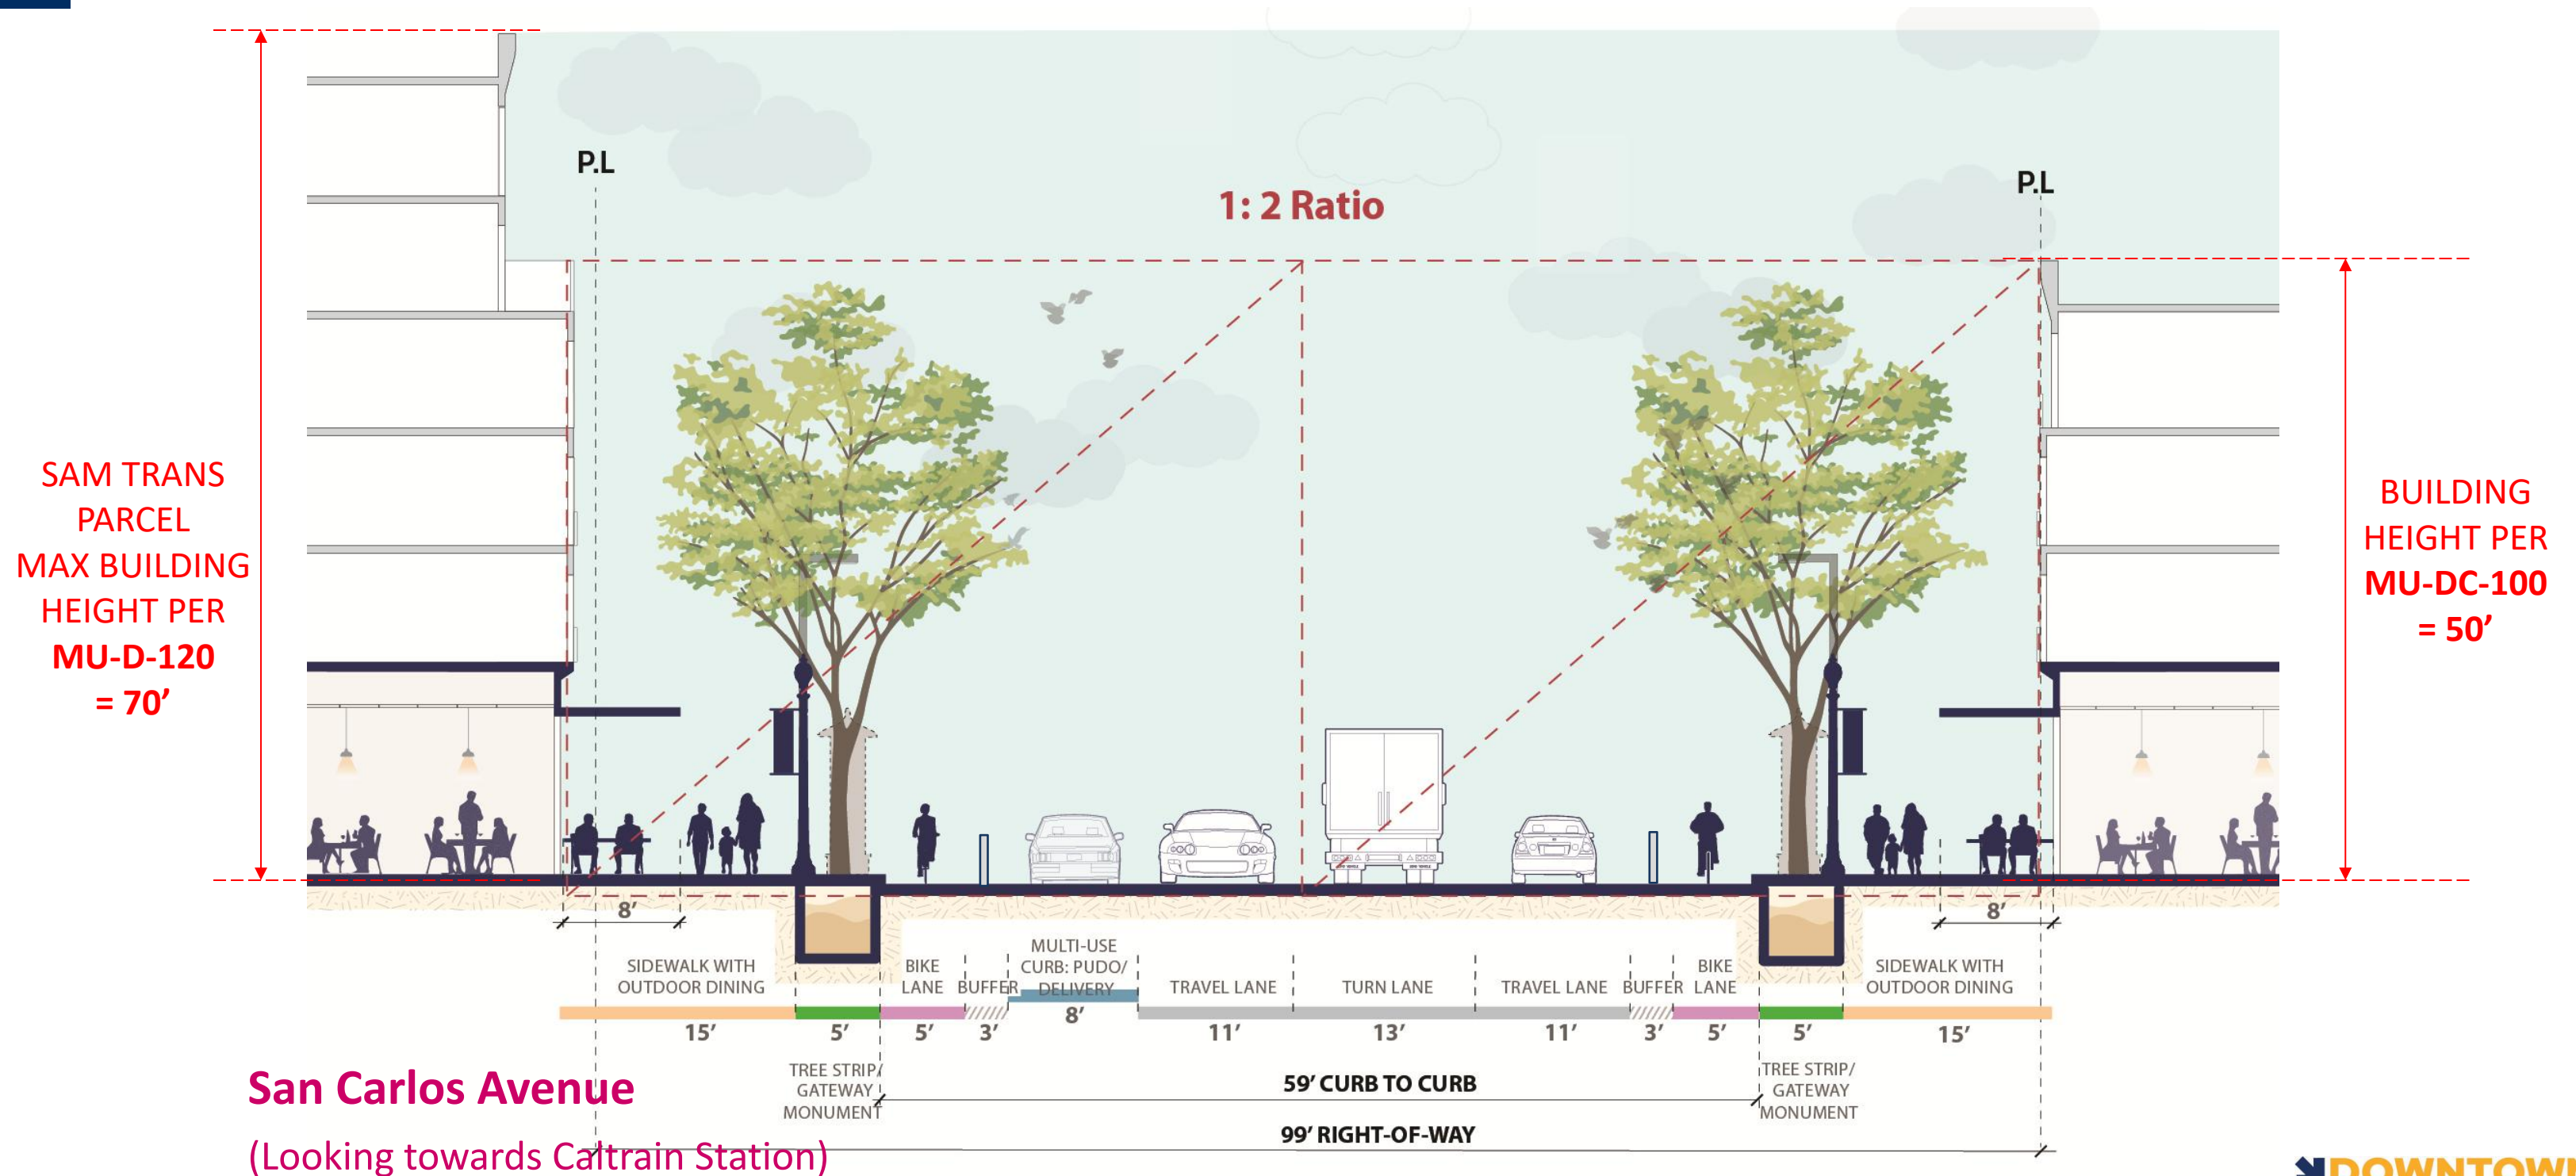 P.L
P.L
1: 2 Ratio
SAM TRANS
PARCEL
MAX BUILDING
HEIGHT PER
MU-D-120
= 70’
BUILDING
HEIGHT PER
MU-DC-100
= 50’
8’
8’
SIDEWALK WITH
OUTDOOR DINING
BIKE
LANE
BUFFER
MULTI-USE
CURB: PUDO/
DELIVERY
TRAVEL LANE
TURN LANE
TRAVEL LANE
BUFFER
BIKE
LANE
SIDEWALK WITH
OUTDOOR DINING
15’
5’
5’
3’
8’
11’
13’
11’
3’
5’
5’
15’
TREE STRIP/
GATEWAY
MONUMENT
59’ CURB TO CURB
TREE STRIP/
GATEWAY
MONUMENT
99’ RIGHT-OF-WAY
San Carlos Avenue
(Looking towards Caltrain Station)